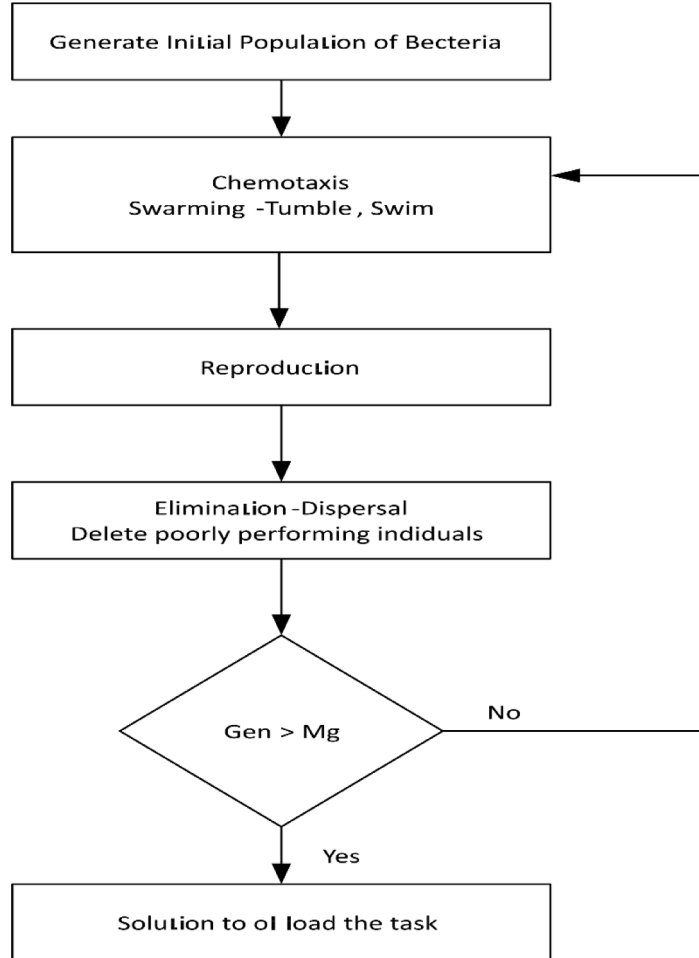 Generate Initial Population of Becteria
Chemotaxis
Swarming -Tumble, Swim
Reproduction
Elimination-Dispersal
Delete poorly performing indiduals
Gen > Mg
No
Yes
Solution to of load the task